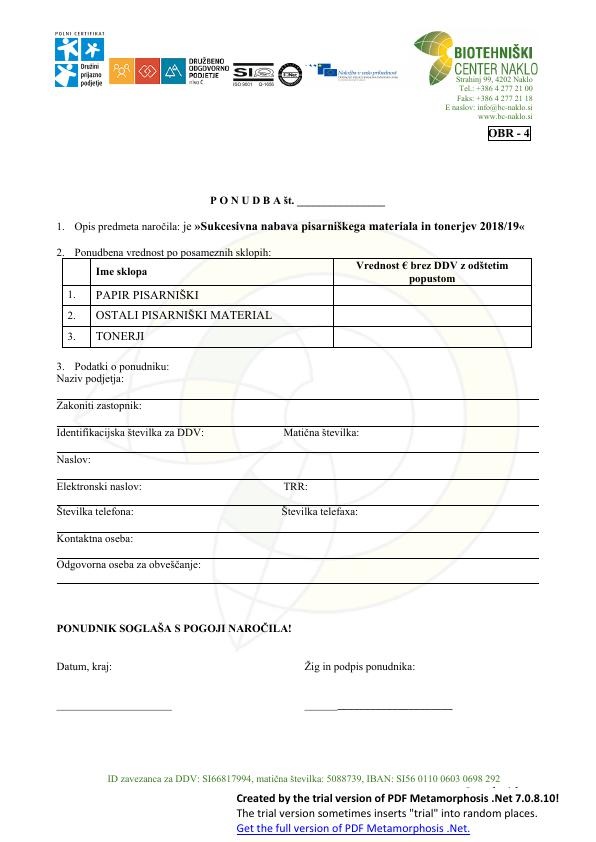 POLNI CERTIFIKAT
Družini
prijazno
podjetje
DRUŽBENO
ODGOVORNO
PODJETJE
SIQ
ISO 9001 Q-1656
IQNet
Naložba v vašo prihodnost
BIOTEHNIŠKI
CENTER NAKLO
Strahinj 99, 4202 Naklo
Tel.: +386 4 277 21 00
Faks: +386 4 277 21 18
E naslov: info@bc-naklo.si
www.bc-naklo.si
OBR - 4
P O N U D B A št. ________________
1. Opis predmeta naročila: je »Sukcesivna nabava pisarniškega materiala in tonerjev 2018/19«
2. Ponudbena vrednost po posameznih sklopih:
Ime sklopa Vrednost € brez DDV z odštetim
popustom
1. PAPIR PISARNIŠKI
2. OSTALI PISARNIŠKI MATERIAL
3. TONERJI
3. Podatki o ponudniku:
Naziv podjetja:
Zakoniti zastopnik:
Identifikacijska številka za DDV: Matična številka:
Naslov:
Elektronski naslov: TRR:
Številka telefona: Številka telefaxa:
Kontaktna oseba:
Odgovorna oseba za obveščanje:
PONUDNIK SOGLAŠA S POGOJI NAROČILA!
Datum, kraj: Žig in podpis ponudnika:
ID zavezanca za DDV: SI66817994, matična številka: 5088739, IBAN: SI56 0110 0603 0698 292
Created by the trial version of PDF Metamorphosis .Net 7.0.8.10!
The trial version sometimes inserts "trial" into random places.
Get the full version of PDF Metamorphosis .Net.